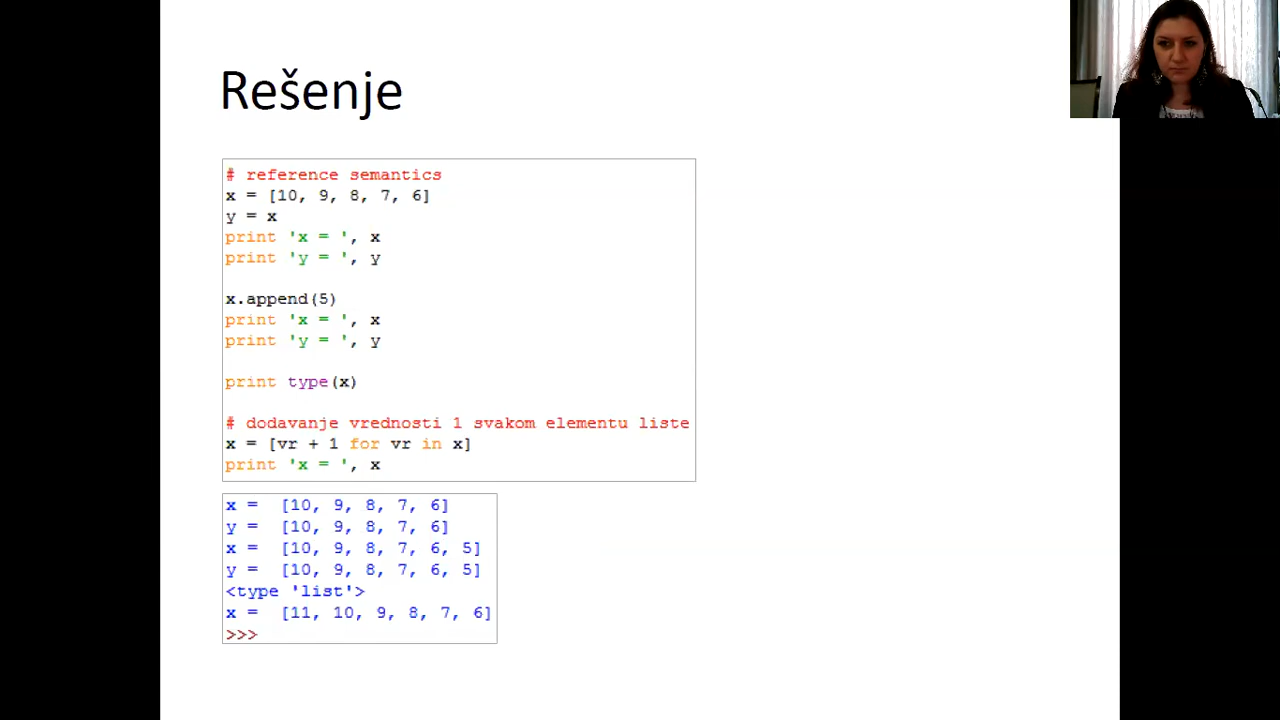 Rešenje
# reference semantics
x = [10, 9, 8, 7, 6]
y = x
print 'x = ', x
print 'y = ', y
x.append(5)
print 'x = ', x
print 'y = ', y
print type(x)
# dodavanje vrednosti 1 svakom elementu liste
x = [vr + 1 for vr in x]
print 'x = ', x
x =  [10, 9, 8, 7, 6]
y =  [10, 9, 8, 7, 6]
x =  [10, 9, 8, 7, 6, 5]
y =  [10, 9, 8, 7, 6, 5]
<type 'list'>
x =  [11, 10, 9, 8, 7, 6]
>>>